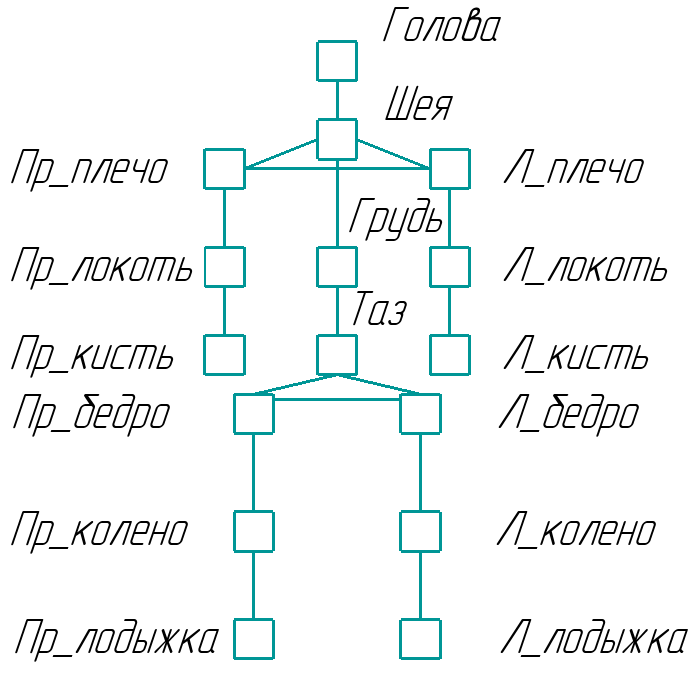 Голова
Шея
Пр_плечо
Л_плечо
Грудь
Пр_локоть
Л_локоть
Таз
Пр_кисть
Л_кисть
Пр_бедро
Л_бедро
Пр_колено
Л_колено
Пр_лодыжка
Л_лодыжка